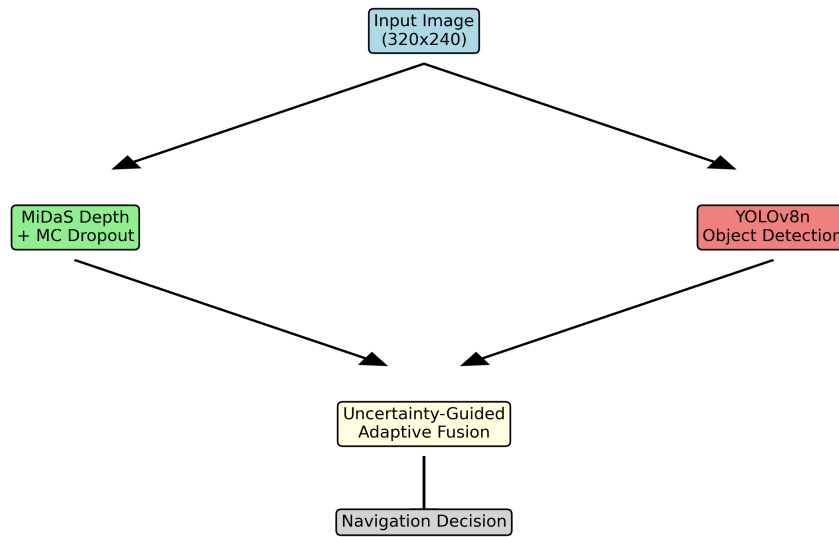 Input Image
(320x240)
MiDaS Depth
+ MC Dropout
YOLOv8n
Object Detection
Uncertainty-Guided
Adaptive Fusion
Navigation Decision